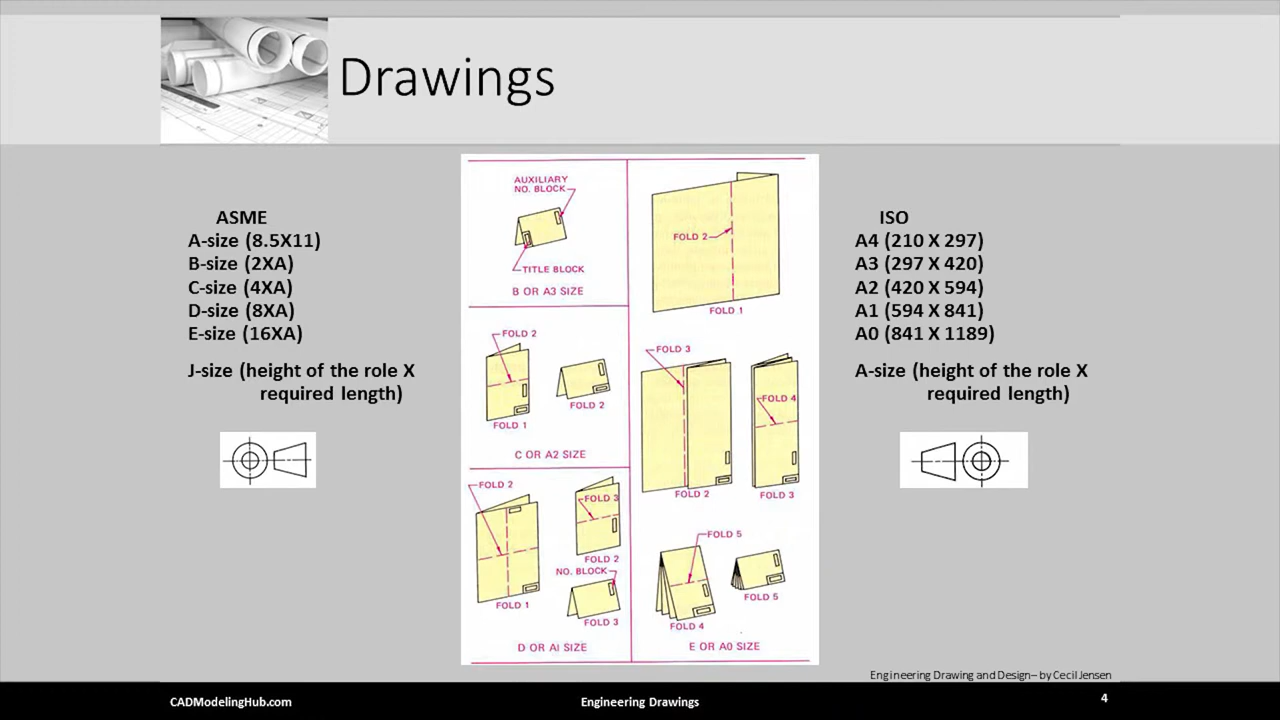 Drawings
ASME
A-size (8.5X11)
B-size (2XA)
C-size (4XA)
D-size (8XA)
E-size (16XA)
J-size (height of the role X
required length)
AUXILIARY
NO. BLOCK
TITLE BLOCK
B OR A3 SIZE
FOLD 2
FOLD 1
FOLD 2
C OR A2 SIZE
FOLD 2
FOLD 1
FOLD 3
FOLD 2
NO. BLOCK
FOLD 3
D OR A1 SIZE
FOLD 2
FOLD 1
FOLD 3
FOLD 2
FOLD 4
FOLD 3
FOLD 5
FOLD 4
FOLD 5
E OR A0 SIZE
ISO
A4 (210 X 297)
A3 (297 X 420)
A2 (420 X 594)
A1 (594 X 841)
A0 (841 X 1189)
A-size (height of the role X
required length)
Engineering Drawing and Design– by Cecil Jensen
CADModelingHub.com
Engineering Drawings
4